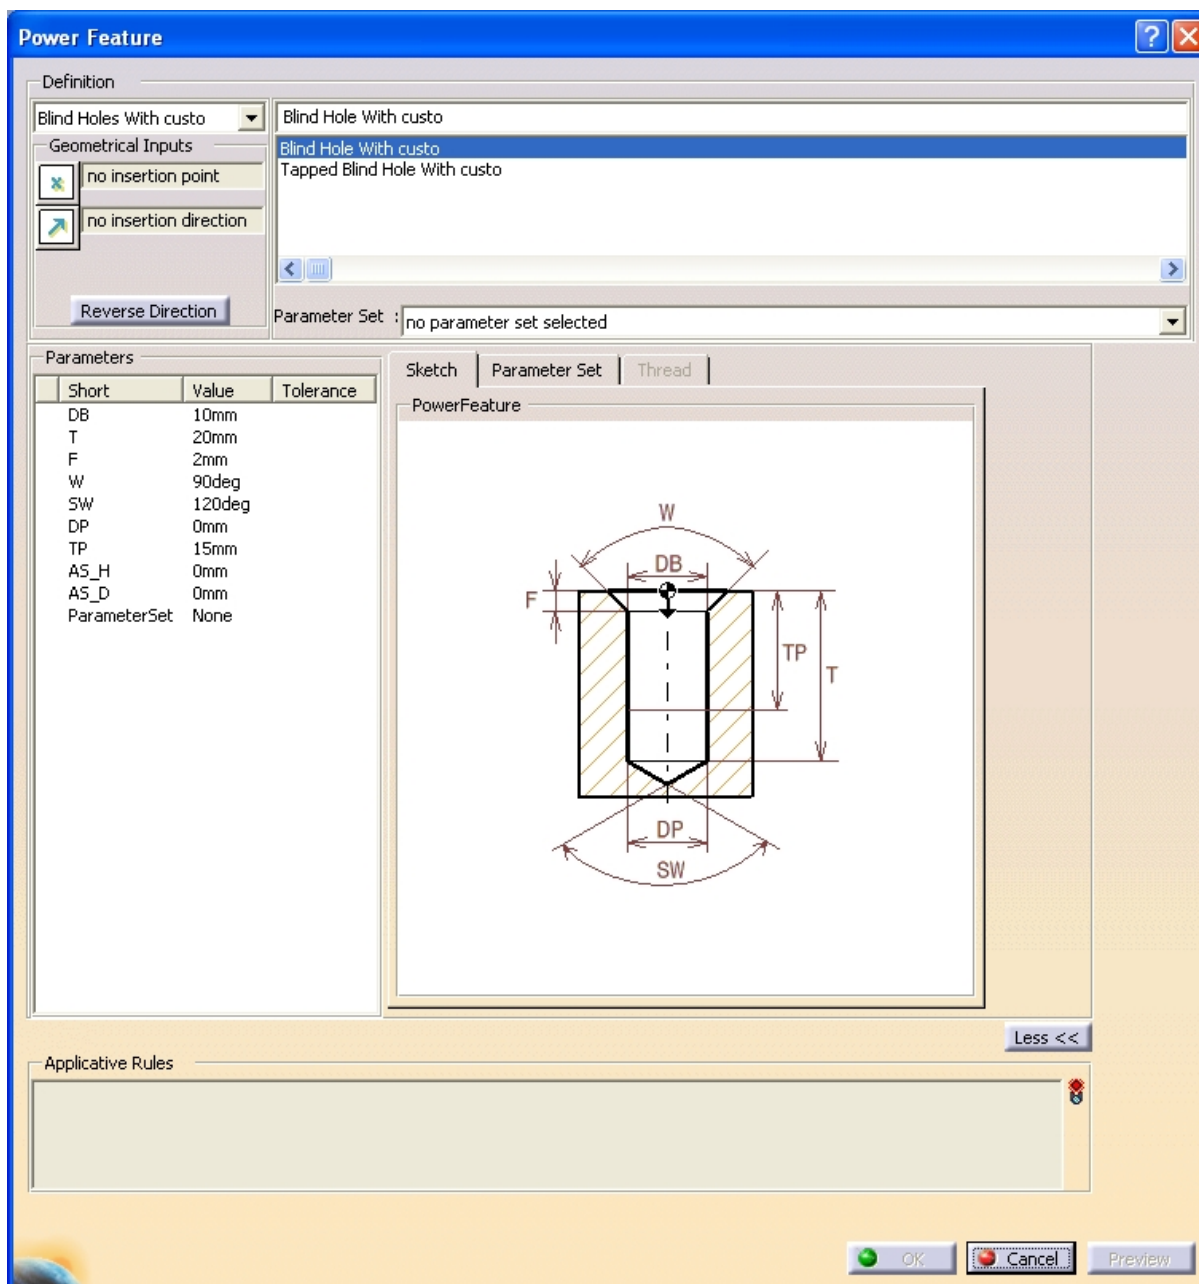 Power Feature
Definition
Blind Holes With custo
Blind Hole With custo
Geometrical Inputs
no insertion point
no insertion direction
Reverse Direction
Blind Hole With custo
Tapped Blind Hole With custo
Parameter Set : no parameter set selected
Parameters
Short Value Tolerance
DB 10mm
T 20mm
F 2mm
W 90deg
SW 120deg
DP 0mm
TP 15mm
AS_H 0mm
AS_D 0mm
ParameterSet None
Sketch Parameter Set Thread
PowerFeature
W
DB
F
TP
T
DP
SW
Less <<
Applicative Rules
OK Cancel Preview